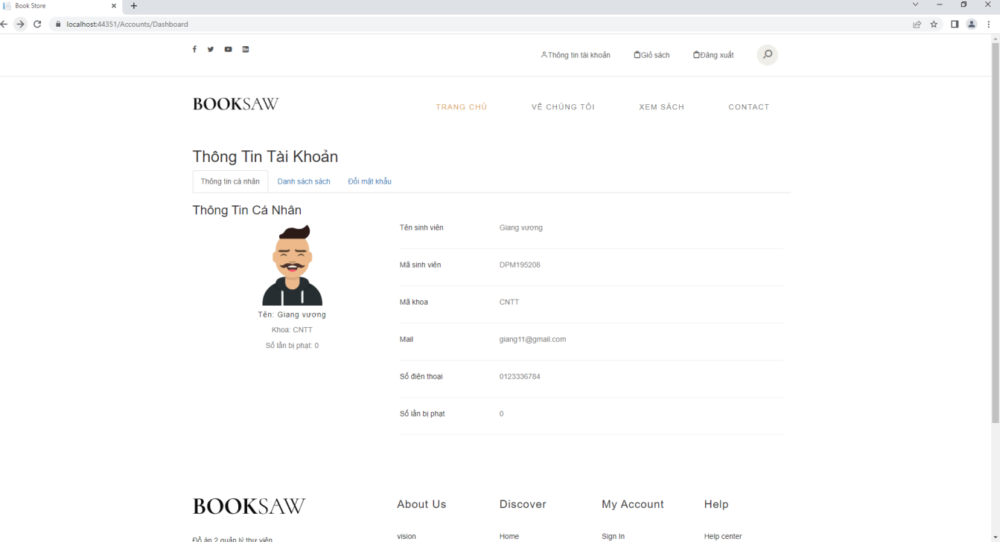 Book Store
localhost:44351/Accounts/Dashboard
Thông tin tài khoản Giỏ sách Đăng xuất
BOOKSAW
TRANG CHỦ VỀ CHÚNG TÔI XEM SÁCH CONTACT
Thông Tin Tài Khoản
Thông tin cá nhân Danh sách sách Đổi mật khẩu
Thông Tin Cá Nhân
Tên: Giang vương
Khoa: CNTT
Số lần bị phạt: 0
Tên sinh viên Giang vương
Mã sinh viên DPM195208
Mã khoa CNTT
Mail giang11@gmail.com
Số điện thoại 0123336784
Số lần bị phạt 0
BOOKSAW
Đồ án 2 quản lý thư viện
About Us
vision
Discover
Home
My Account
Sign In
Help
Help center